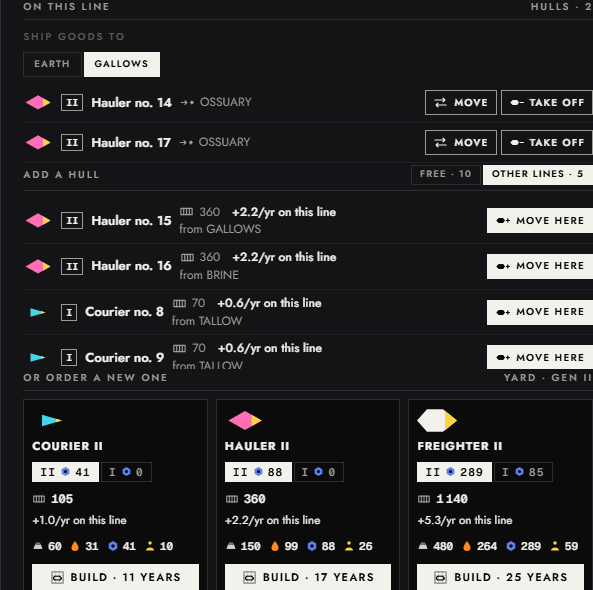 ON THIS LINE HULLS · 2
SHIP GOODS TO
EARTH GALLOWS
II Hauler no. 14 OSSUARY MOVE TAKE OFF
II Hauler no. 17 OSSUARY MOVE TAKE OFF
ADD A HULL FREE · 10 OTHER LINES · 5
II Hauler no. 15 360 +2.2/yr on this line
from GALLOWS MOVE HERE
II Hauler no. 16 360 +2.2/yr on this line
from BRINE MOVE HERE
I Courier no. 8 70 +0.6/yr on this line
from TALLOW MOVE HERE
I Courier no. 9 70 +0.6/yr on this line
from TALLOW MOVE HERE
OR ORDER A NEW ONE YARD · GEN II
COURIER II HAULER II FREIGHTER II
II 41 I 0 II 88 I 0 II 289 I 85
105 360 1140
+1.0/yr on this line +2.2/yr on this line +5.3/yr on this line
60 31 41 10 150 99 88 26 480 264 289 59
BUILD · 11 YEARS BUILD · 17 YEARS BUILD · 25 YEARS